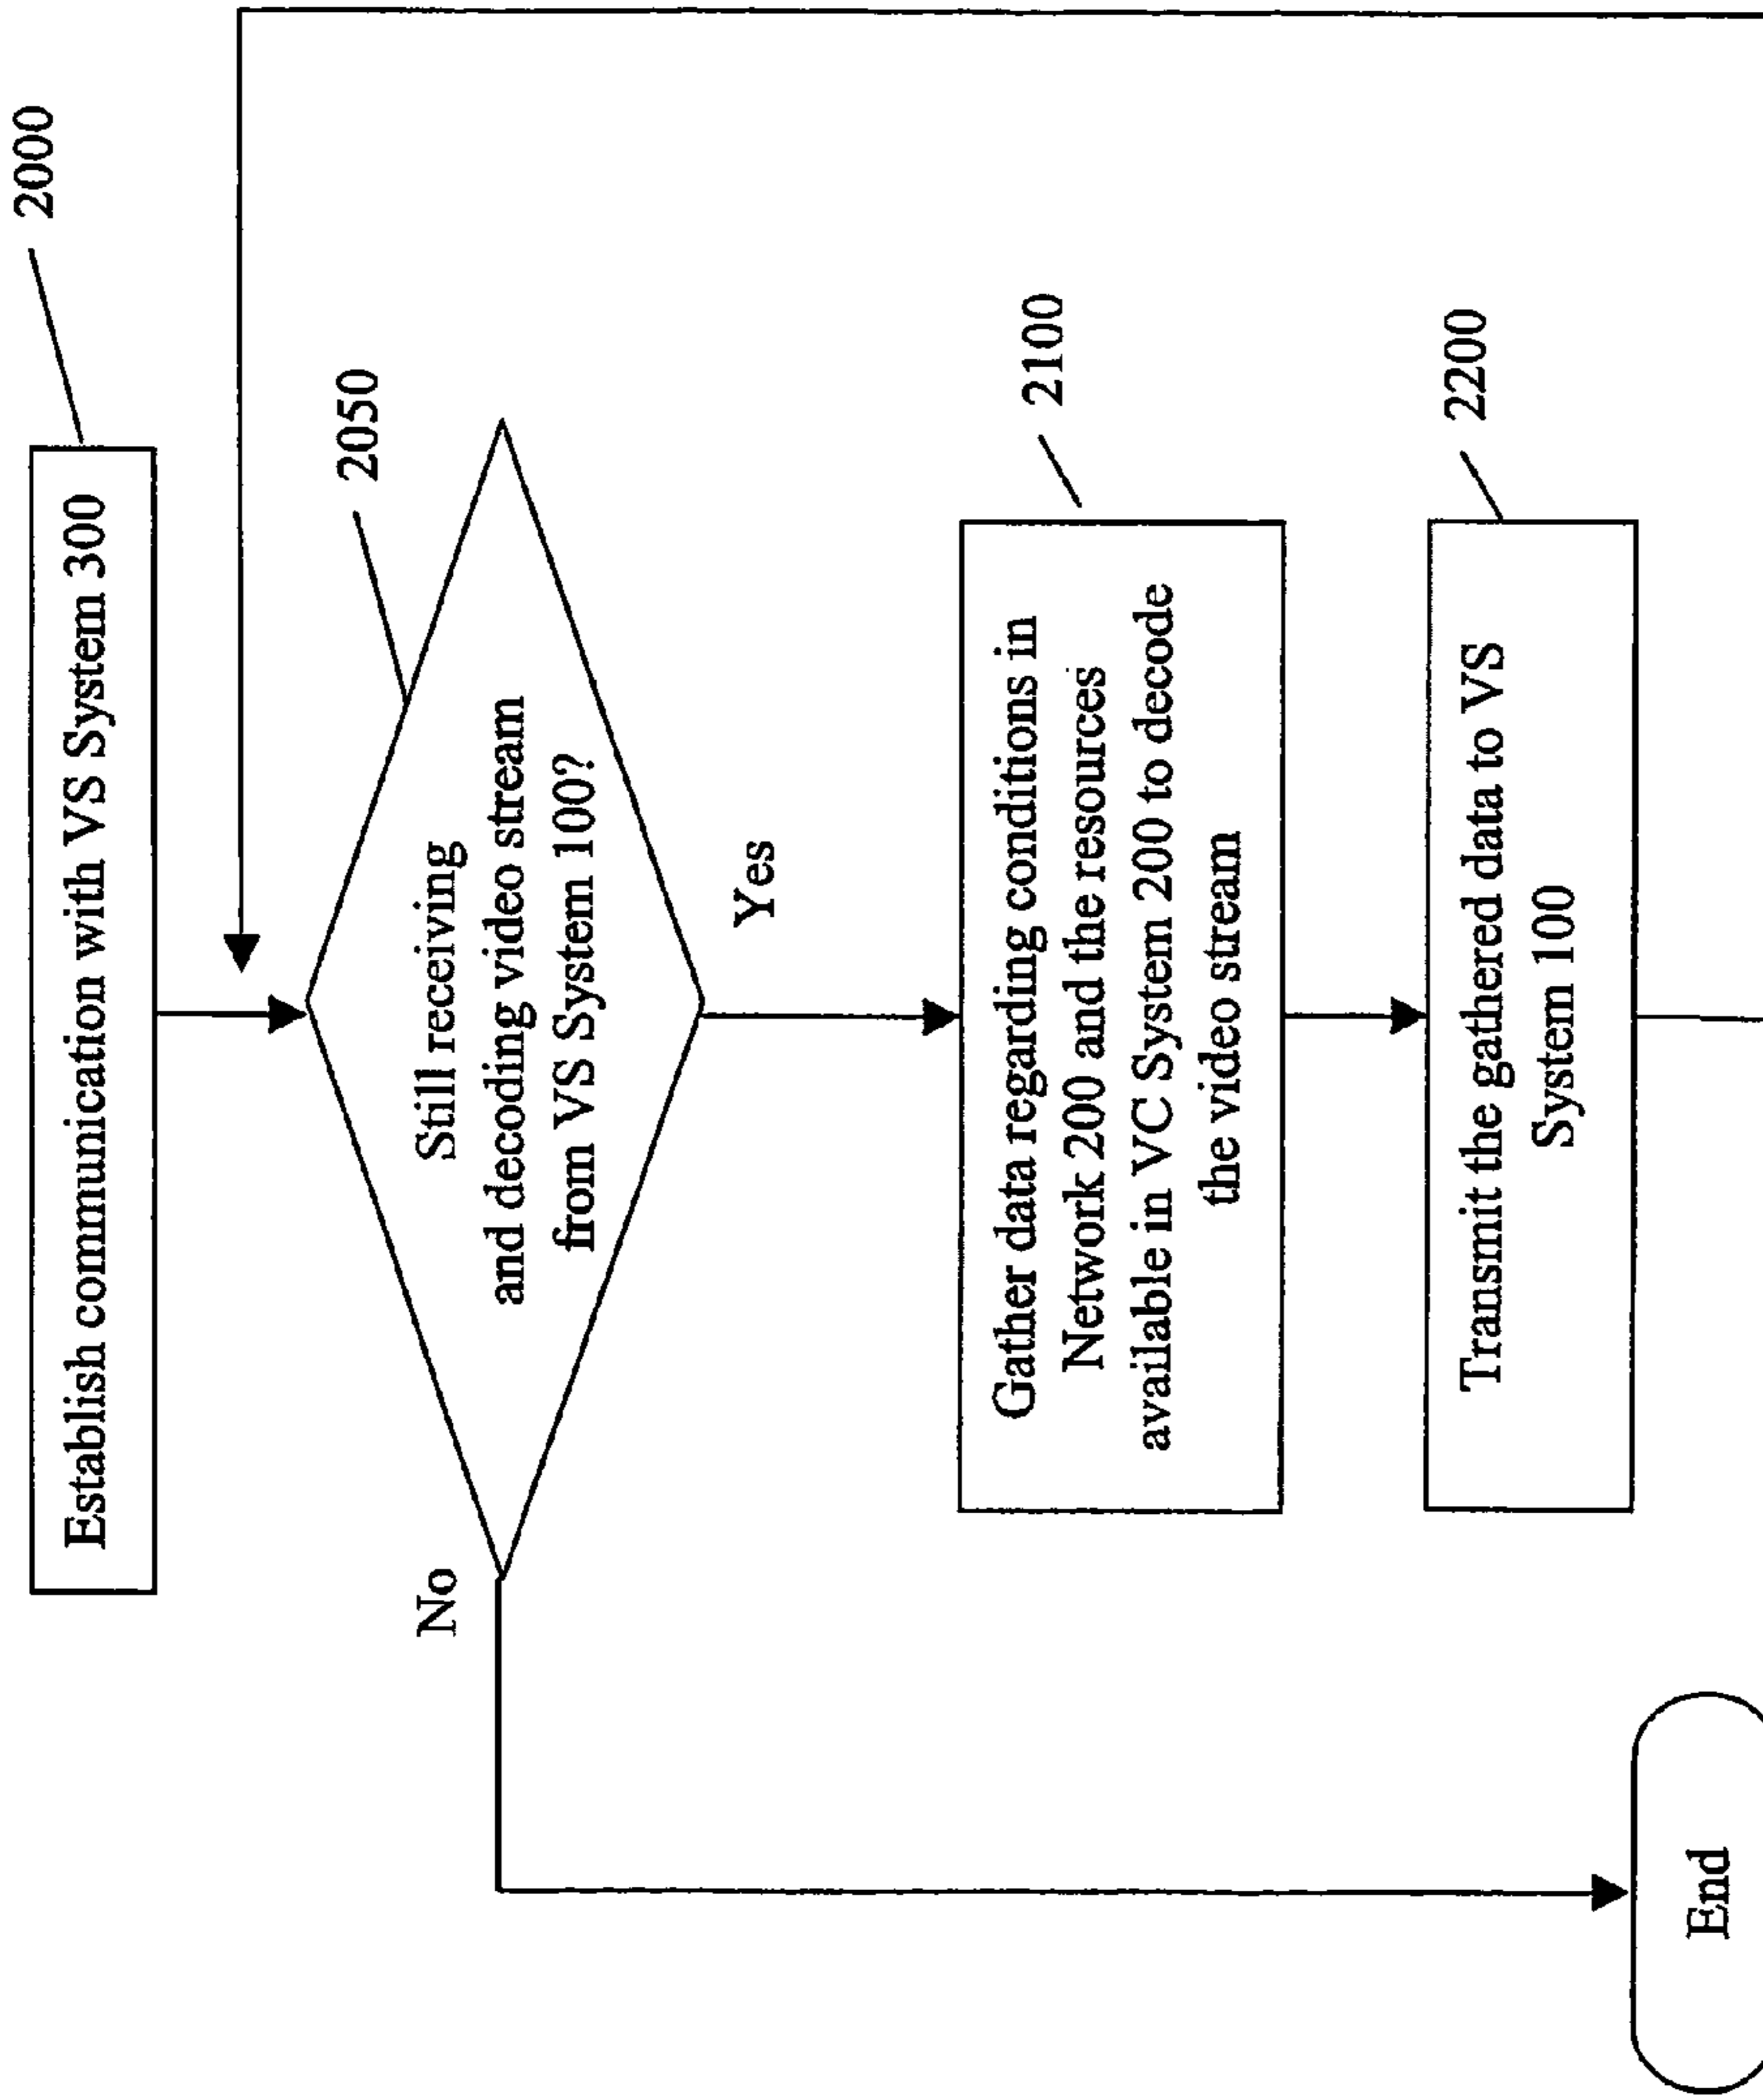 2000
Establish communication with VS System 300
2050
Still receiving
and decoding video stream
from VS System 100?
No
Yes
2100
Gather data regarding conditions in
Network 200 and the resources
available in VC System 200 to decode
the video stream
2200
Transmit the gathered data to VS
System 100
End